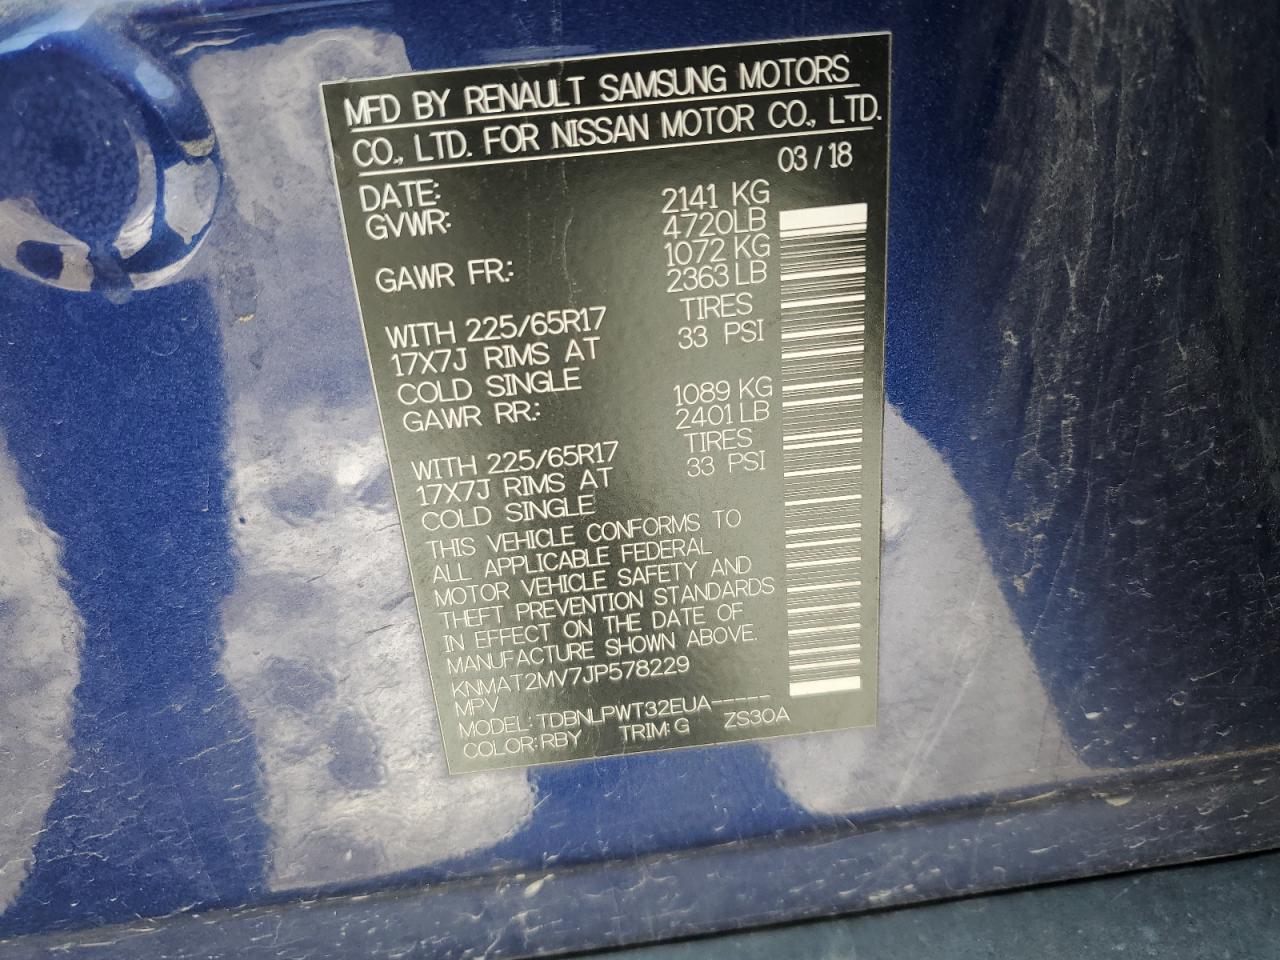 MFD BY RENAULT SAMSUNG MOTORS
CO., LTD. FOR NISSAN MOTOR CO., LTD.
DATE: 03/18
GVWR: 2141 KG
4720LB
GAWR FR.: 1072 KG
2363LB
WITH 225/65R17 TIRES
17X7J RIMS AT 33 PSI
COLD SINGLE
GAWR RR.: 1089 KG
2401LB
WITH 225/65R17 TIRES
17X7J RIMS AT 33 PSI
COLD SINGLE
THIS VEHICLE CONFORMS TO
ALL APPLICABLE FEDERAL
MOTOR VEHICLE SAFETY AND
THEFT PREVENTION STANDARDS
IN EFFECT ON THE DATE OF
MANUFACTURE SHOWN ABOVE.
KNMAT2MV7JP578229
MPV
MODEL: TDBNLPWT32EUA-----
COLOR: RBY TRIM: G ZS30A